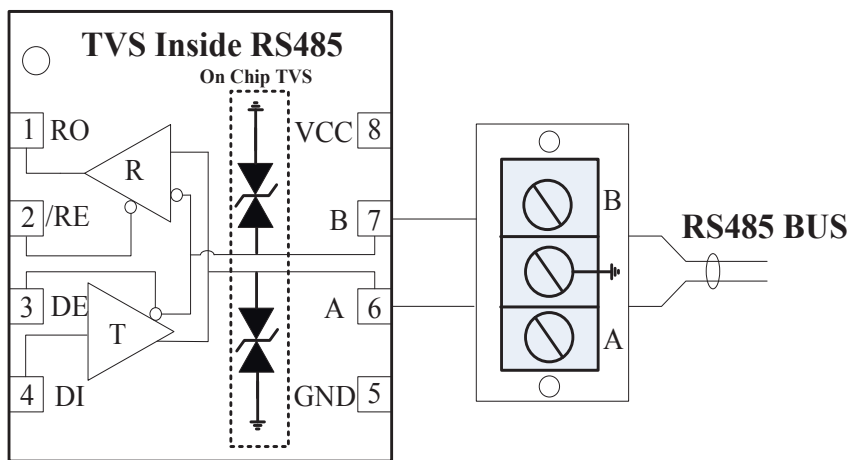 TVS Inside RS485
On Chip TVS
1 RO
VCC 8
R
2 /RE
B 7
3 DE
A 6
T
4 DI
GND 5
B
A
RS485 BUS